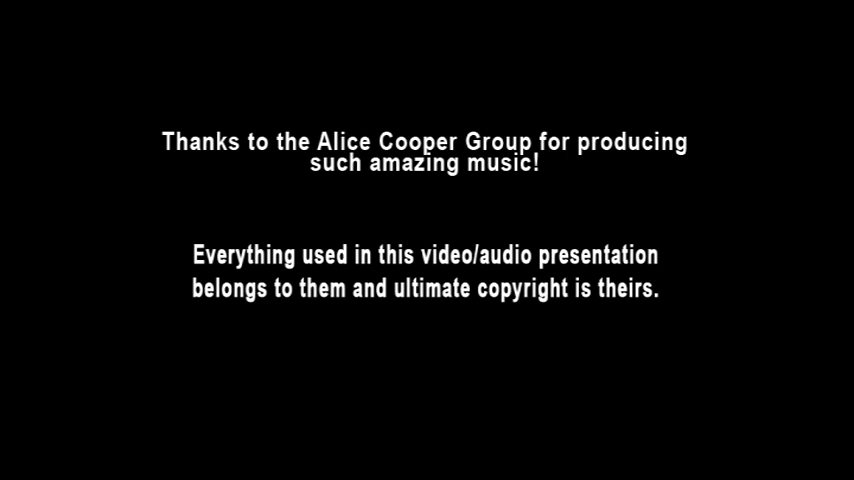 Thanks to the Alice Cooper Group for producing
such amazing music!
Everything used in this video/audio presentation
belongs to them and ultimate copyright is theirs.